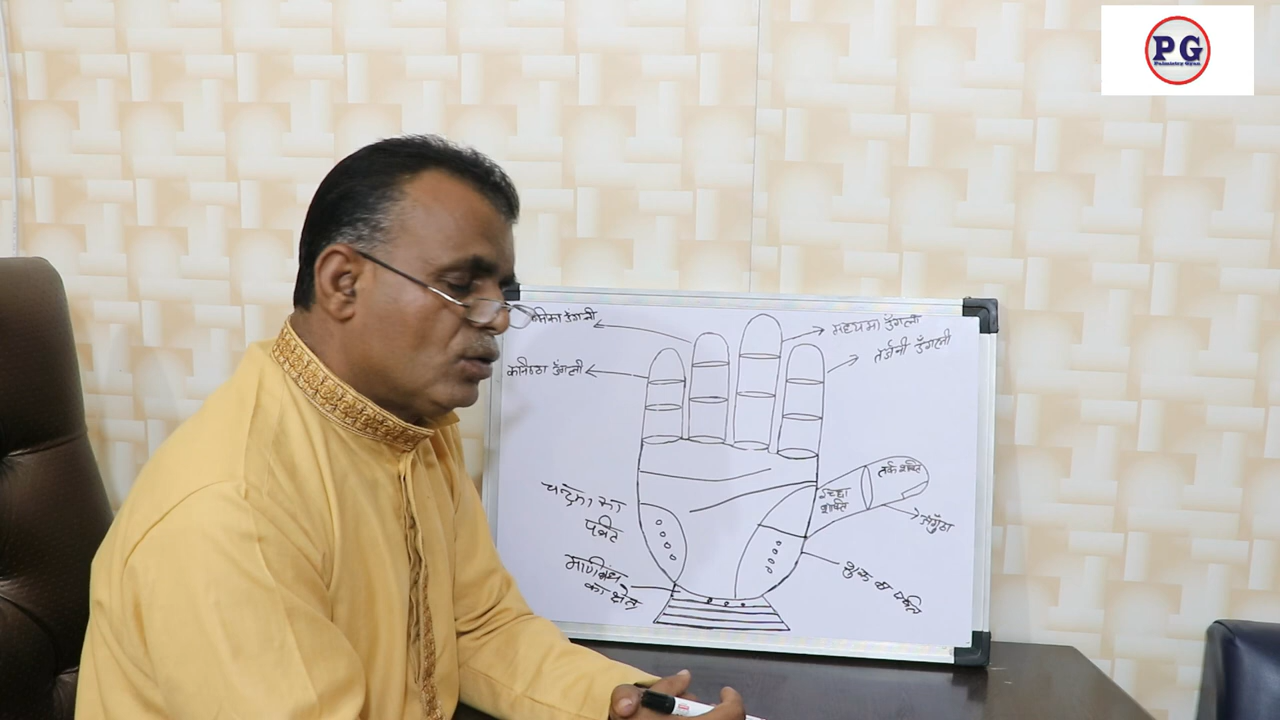 PG
Palmistry Gyan
उँगली
मध्यमा उँगली
तर्जनी उँगली
कनिष्ठा उँगली
तर्क शक्ति
इच्छा
शक्ति
अँगुठा
चन्द्रमा का
पर्वत
शुक्र का पर्वत
मणिबंध
का क्षेत्र